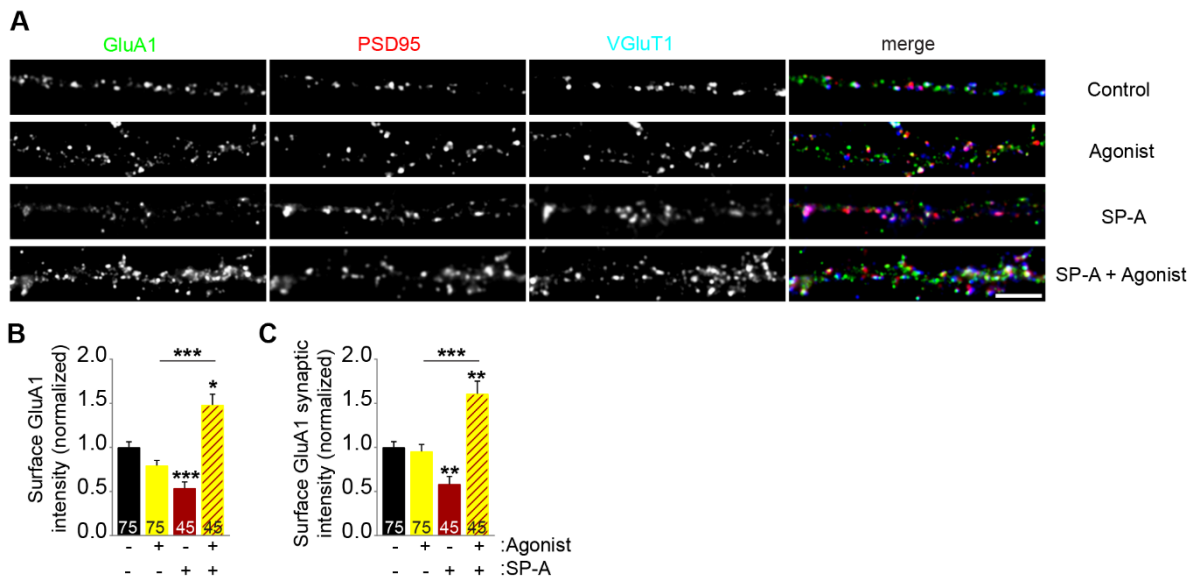 A
GluA1 PSD95 VGluT1 merge
Control
Agonist
SP-A
SP-A + Agonist
B
Surface GluA1
intensity (normalized)
2.0
1.5
1.0
0.5
0.0
***
*
***
75 75 45 45
- + - +
- - + +
C
Surface GluA1 synaptic
intensity (normalized)
2.0
1.5
1.0
0.5
0.0
***
**
**
75 75 45 45
- + - + :Agonist
- - + + :SP-A